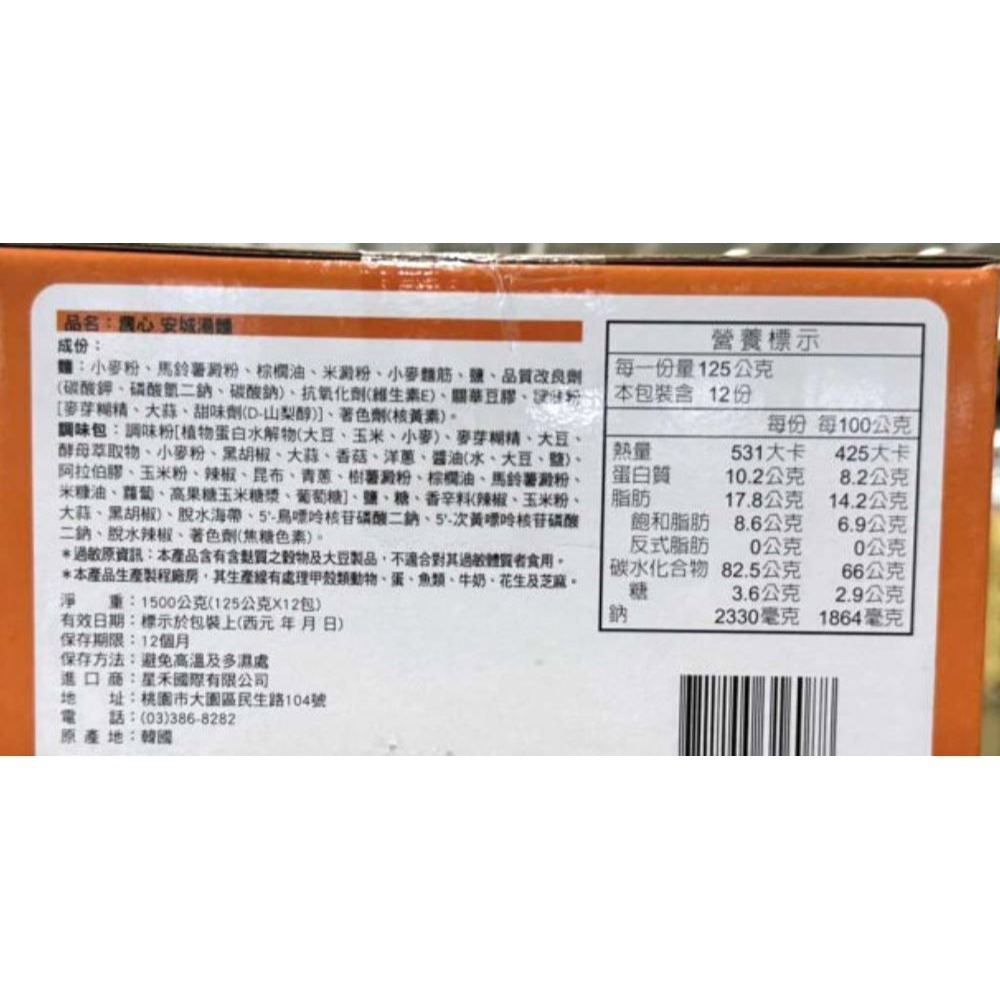 品名：農心 安城湯麵
成份：
麵：小麥粉、馬鈴薯澱粉、棕櫚油、米澱粉、小麥麵筋、鹽、品質改良劑
(碳酸鉀、磷酸氫二鈉、碳酸鈉)、抗氧化劑(維生素E)、關華豆膠、調味粉
[麥芽糊精、大蒜、甜味劑(D-山梨醇)]、著色劑(核黃素)。
調味包：調味粉[植物蛋白水解物(大豆、玉米、小麥)、麥芽糊精、大豆、
酵母萃取物、小麥粉、黑胡椒、大蒜、香菇、洋蔥、醬油(水、大豆、鹽)、
阿拉伯膠、玉米粉、辣椒、昆布、青蔥、樹薯澱粉、棕櫚油、馬鈴薯澱粉、
米糠油、蘿蔔、高果糖玉米糖漿、葡萄糖]、鹽、糖、香辛料(辣椒、玉米粉、
大蒜、黑胡椒)、脫水海帶、5'-鳥嘌呤核苷磷酸二鈉、5'-次黃嘌呤核苷磷酸
二鈉、脫水辣椒、著色劑(焦糖色素)。
*過敏原資訊：本產品含有含麩質之穀物及大豆製品，不適合對其過敏體質者食用。
*本產品生產製程廠房，其生產線有處理甲殼類動物、蛋、魚類、牛奶、花生及芝麻。
淨 重：1500公克(125公克X12包)
有效日期：標示於包裝上(西元 年 月 日)
保存期限：12個月
保存方法：避免高溫及多濕處
進 口 商：星禾國際有限公司
地 址：桃園市大園區民生路104號
電 話：(03)386-8282
原 產 地：韓國
營養標示
每一份量125公克
本包裝含 12份
每份 每100公克
熱量 531大卡 425大卡
蛋白質 10.2公克 8.2公克
脂肪 17.8公克 14.2公克
飽和脂肪 8.6公克 6.9公克
反式脂肪 0公克 0公克
碳水化合物 82.5公克 66公克
糖 3.6公克 2.9公克
鈉 2330毫克 1864毫克